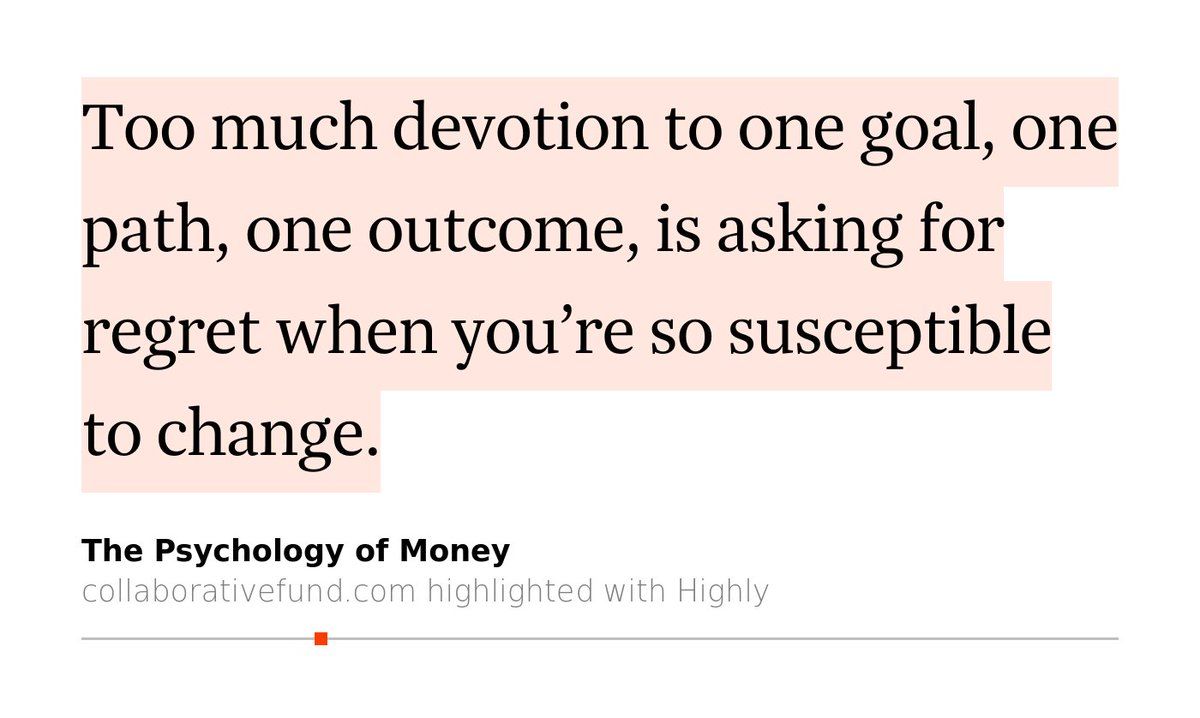 Too much devotion to one goal, one
path, one outcome, is asking for
regret when you’re so susceptible
to change.
The Psychology of Money
collaborativefund.com highlighted with Highly